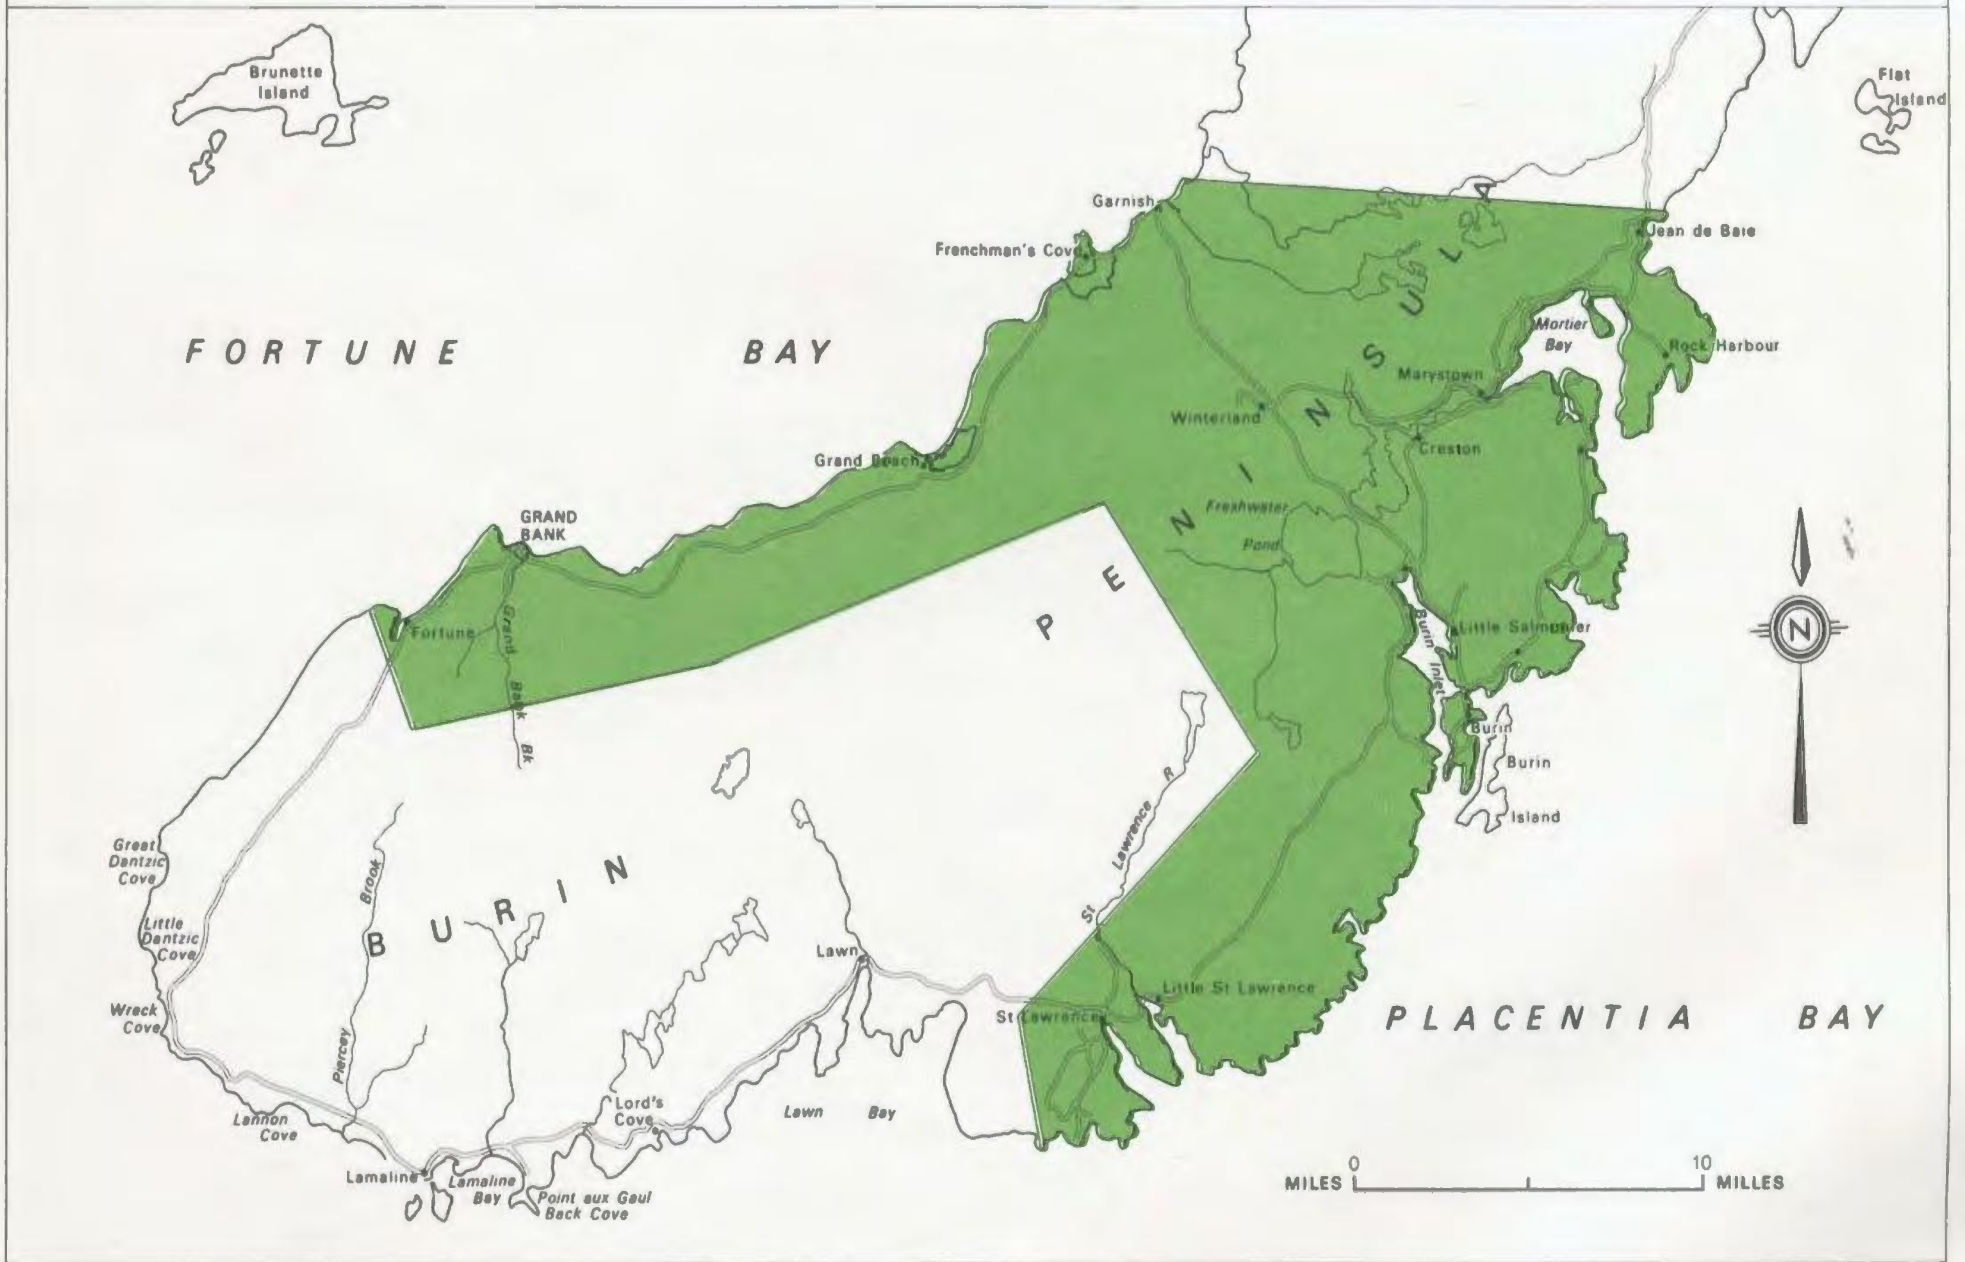 Brunette
Island
Flat
Island
Garnish
Jean de Baie
Frenchman's Cove
FORTUNE BAY
Mortier
Bay
Rock Harbour
Marystown
Winterland
Creston
Grand Beach
Freshwater
Pond
GRAND
BANK
Grand Bank Bk
Fortune
BURIN PENINSULA
N
Little Salmonier
Burin Inlet
Burin
Burin
Island
St Lawrence R
Great
Dantzic
Cove
Little
Dantzic
Cove
Wreck
Cove
Piercey Brook
Lawn
Little St Lawrence
St Lawrence
PLACENTIA BAY
Lannon
Cove
Lord's
Cove
Lawn Bay
Lamaline
Lamaline
Bay
Point aux Gaul
Back Cove
0 10
MILES MILLES